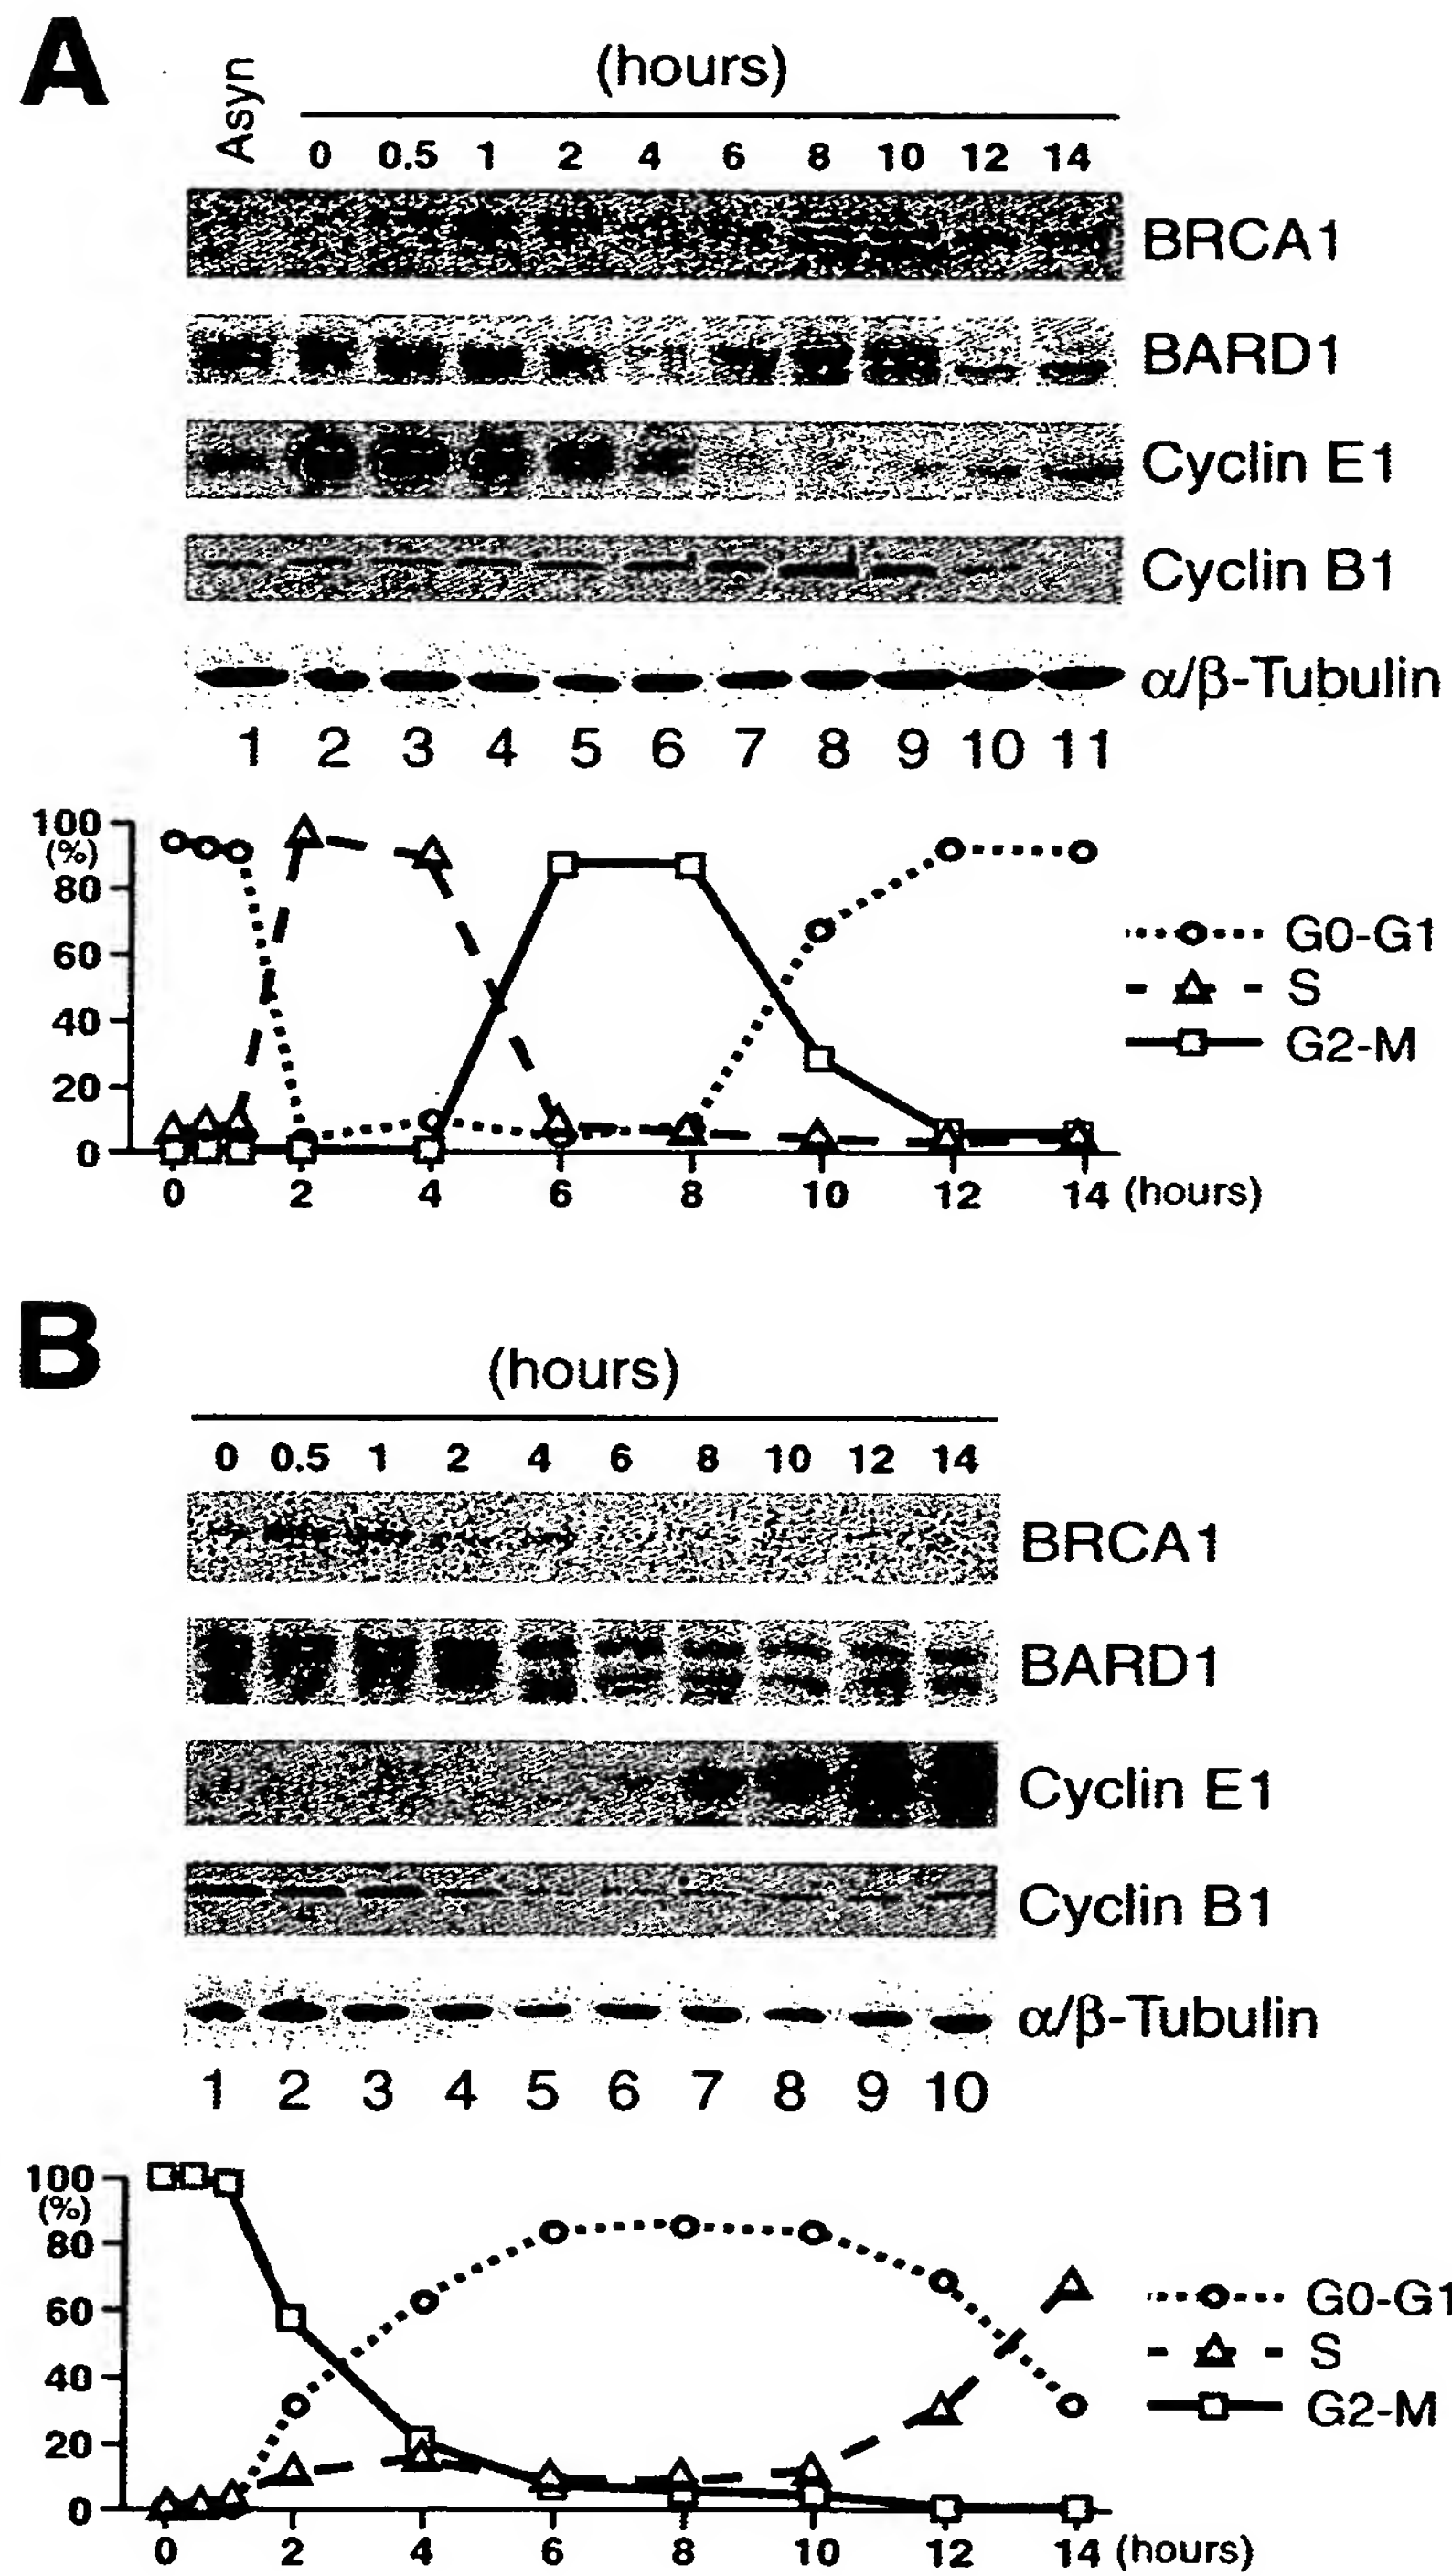 A
Asyn
(hours)
0 0.5 1 2 4 6 8 10 12 14
BRCA1
BARD1
Cyclin E1
Cyclin B1
α/β-Tubulin
1 2 3 4 5 6 7 8 9 10 11
100
(%)
80
60
40
20
0
0 2 4 6 8 10 12 14 (hours)
G0-G1
S
G2-M
B
(hours)
0 0.5 1 2 4 6 8 10 12 14
BRCA1
BARD1
Cyclin E1
Cyclin B1
α/β-Tubulin
1 2 3 4 5 6 7 8 9 10
100
(%)
80
60
40
20
0
0 2 4 6 8 10 12 14 (hours)
G0-G1
S
G2-M